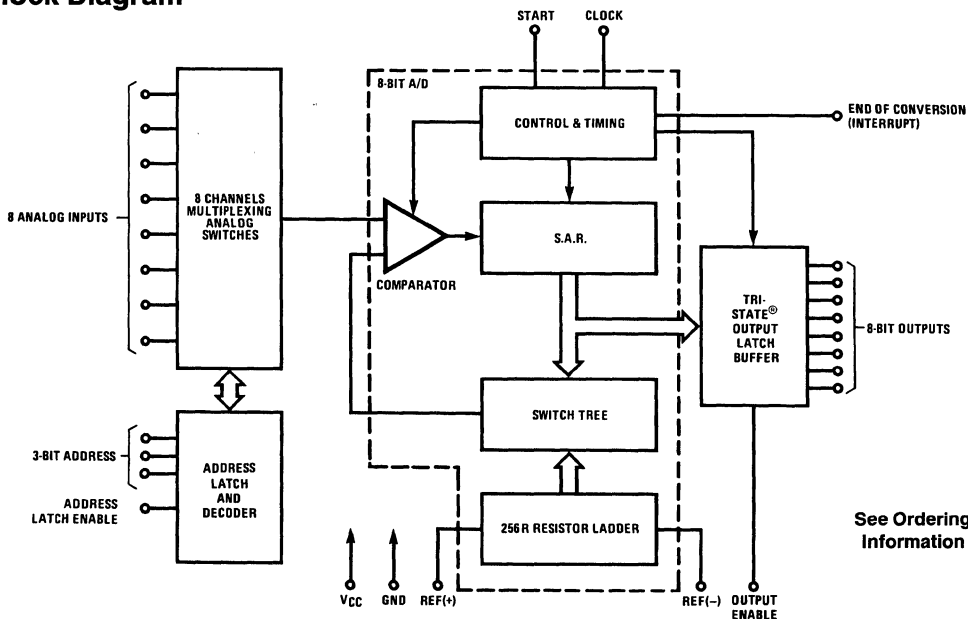 START
CLOCK
8-BIT A/D
CONTROL & TIMING
END OF CONVERSION
(INTERRUPT)
8 ANALOG INPUTS
8 CHANNELS
MULTIPLEXING
ANALOG
SWITCHES
S.A.R.
COMPARATOR
TRI-
STATE®
OUTPUT
LATCH
BUFFER
8-BIT OUTPUTS
SWITCH TREE
3-BIT ADDRESS
ADDRESS
LATCH ENABLE
ADDRESS
LATCH
AND
DECODER
256R RESISTOR LADDER
See Ordering
Information
VCC
GND
REF(+)
REF(−)
OUTPUT
ENABLE